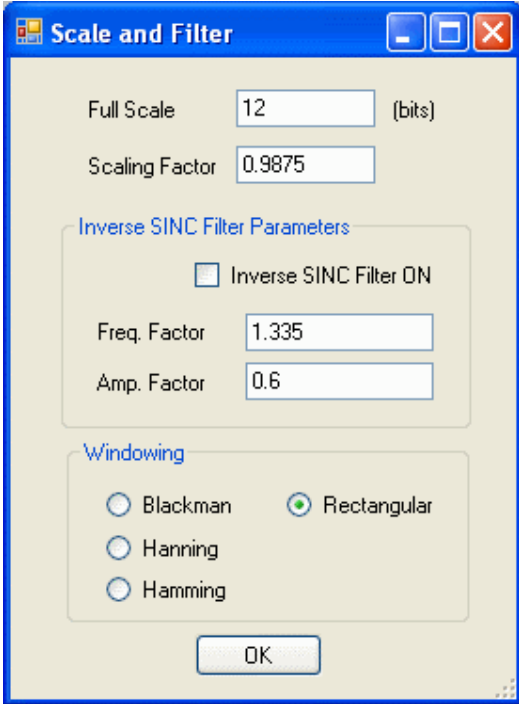 Scale and Filter
Full Scale 12 (bits)
Scaling Factor 0.9875
Inverse SINC Filter Parameters
Inverse SINC Filter ON
Freq. Factor 1.335
Amp. Factor 0.6
Windowing
Blackman Rectangular
Hanning
Hamming
OK